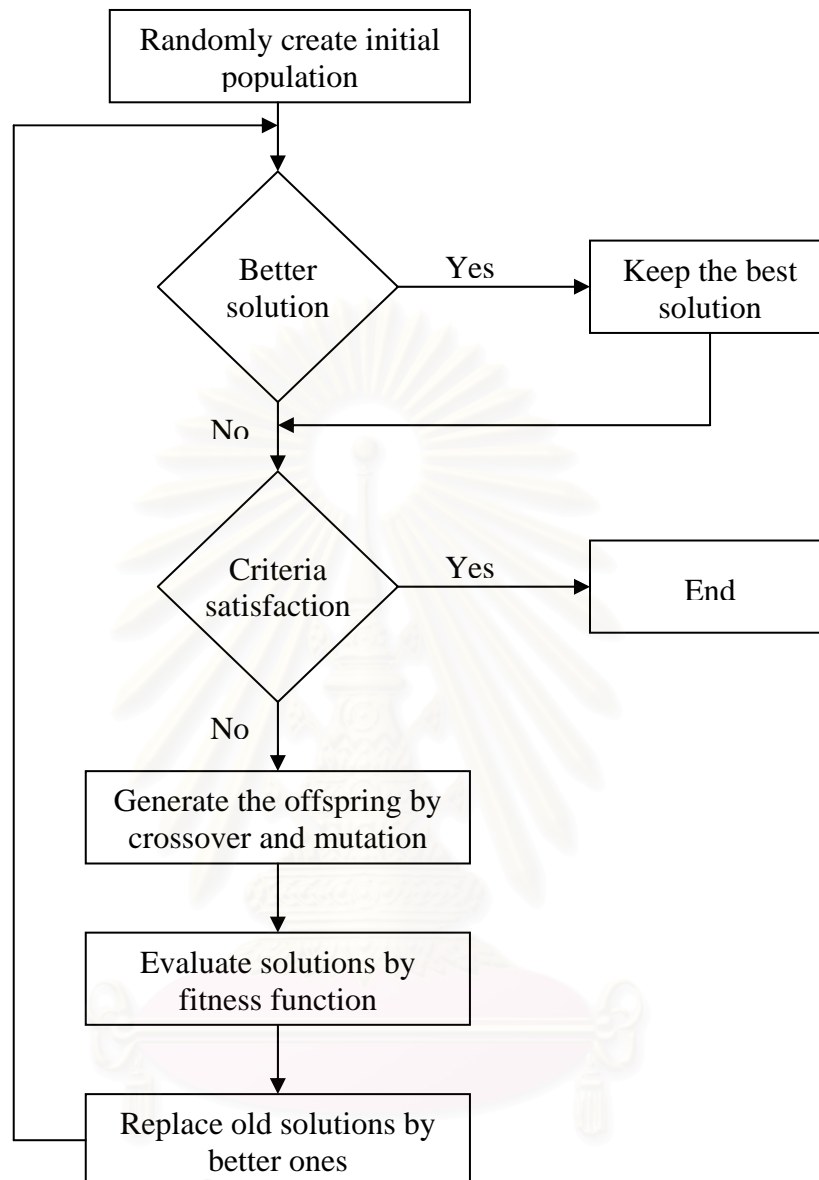 Randomly create initial
population
Better
solution
Yes
Keep the best
solution
No
Criteria
satisfaction
Yes
End
No
Generate the offspring by
crossover and mutation
Evaluate solutions by
fitness function
Replace old solutions by
better ones